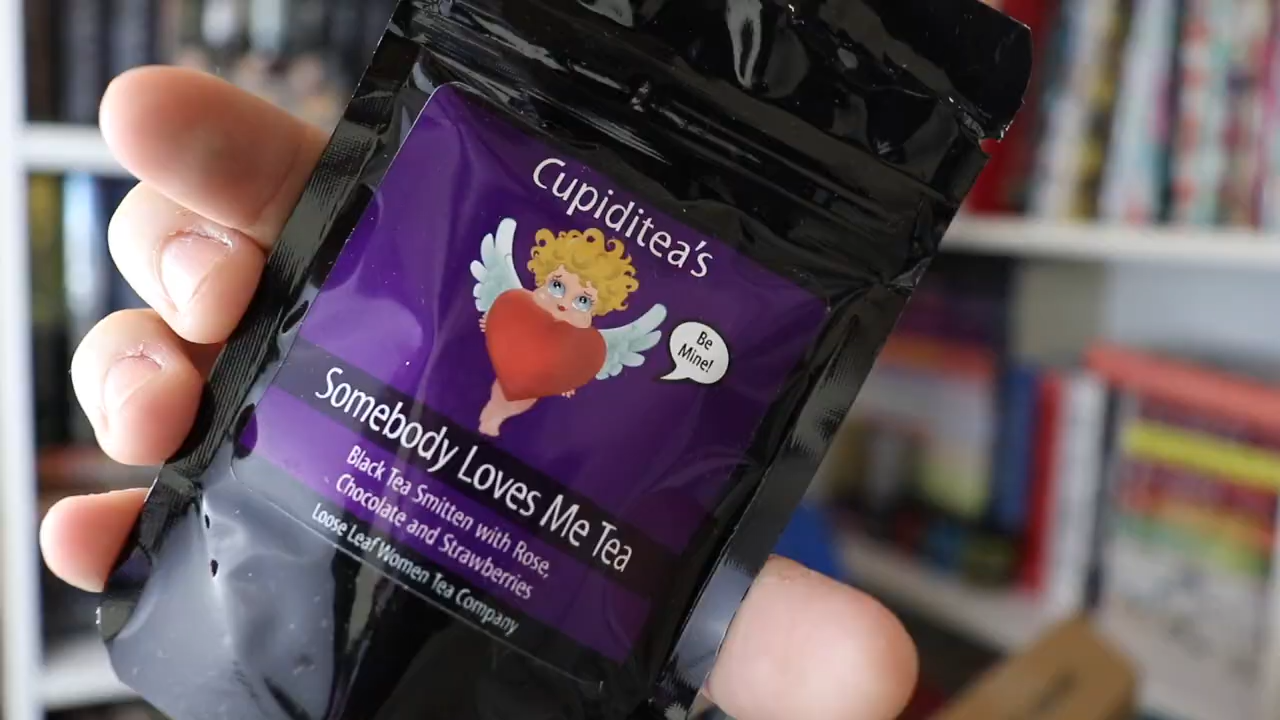 Cupiditea's
Be
Mine!
Somebody Loves Me Tea
Black Tea Smitten with Rose,
Chocolate and Strawberries
Loose Leaf Women Tea Company